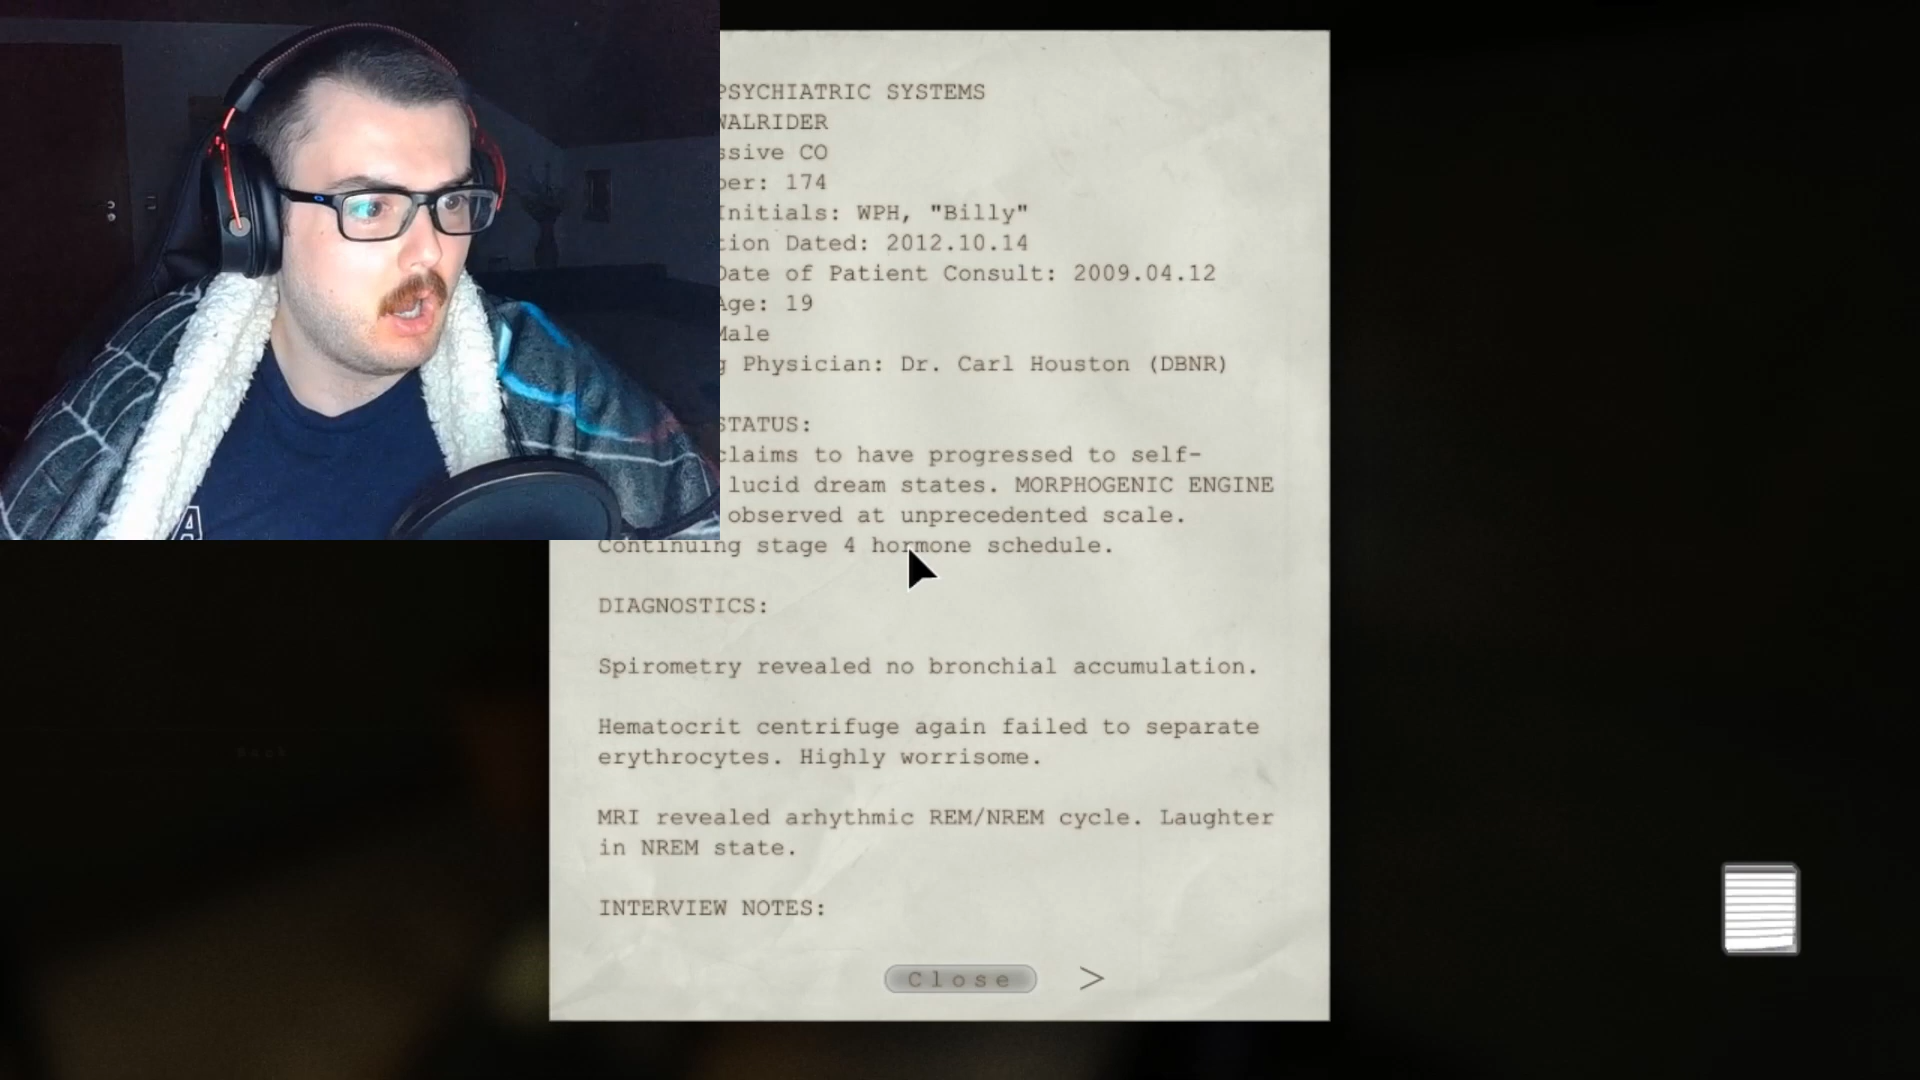 PSYCHIATRIC SYSTEMS
WALRIDER
CO
174
Initials: WPH, "Billy"
Dated: 2012.10.14
Date of Patient Consult: 2009.04.12
Age: 19
Male
Physician: Dr. Carl Houston (DBNR)
STATUS:
claims to have progressed to self-
lucid dream states. MORPHOGENIC ENGINE
observed at unprecedented scale.
Continuing stage 4 hormone schedule.
DIAGNOSTICS:
Spirometry revealed no bronchial accumulation.
Hematocrit centrifuge again failed to separate
erythrocytes. Highly worrisome.
MRI revealed arhythmic REM/NREM cycle. Laughter
in NREM state.
INTERVIEW NOTES:
Close >